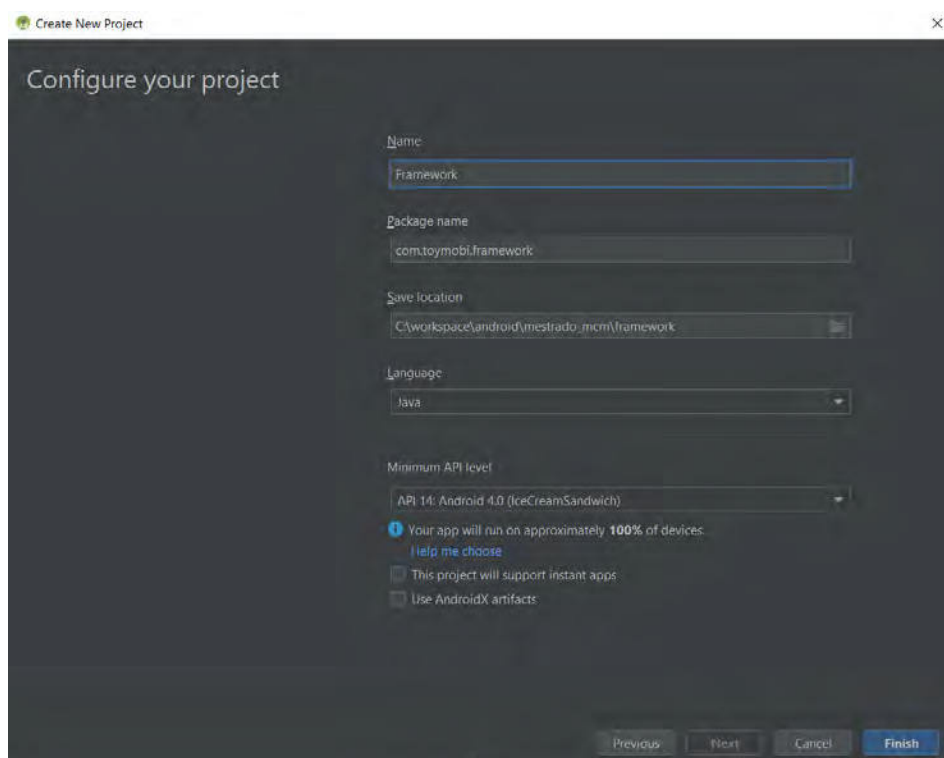 Create New Project
Configure your project
Name
Framework
Package name
com.toymobi.framework
Save location
C:\workspace\android\mestrado_mcm\framework
Language
Java
Minimum API level
API 14: Android 4.0 (IceCreamSandwich)
Your app will run on approximately 100% of devices.
Help me choose
This project will support instant apps
Use AndroidX artifacts
Previous Next Cancel Finish